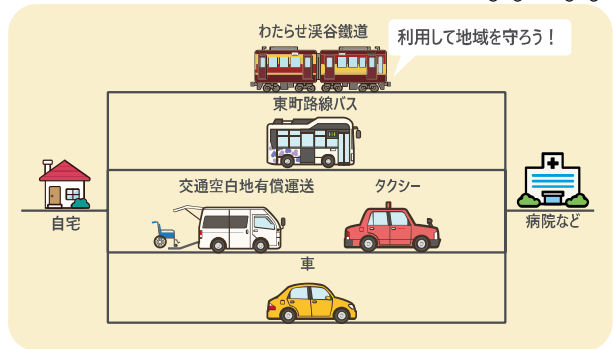 わたらせ渓谷鐵道
利用して地域を守ろう！
東町路線バス
交通空白地有償運送
タクシー
自宅
病院など
車